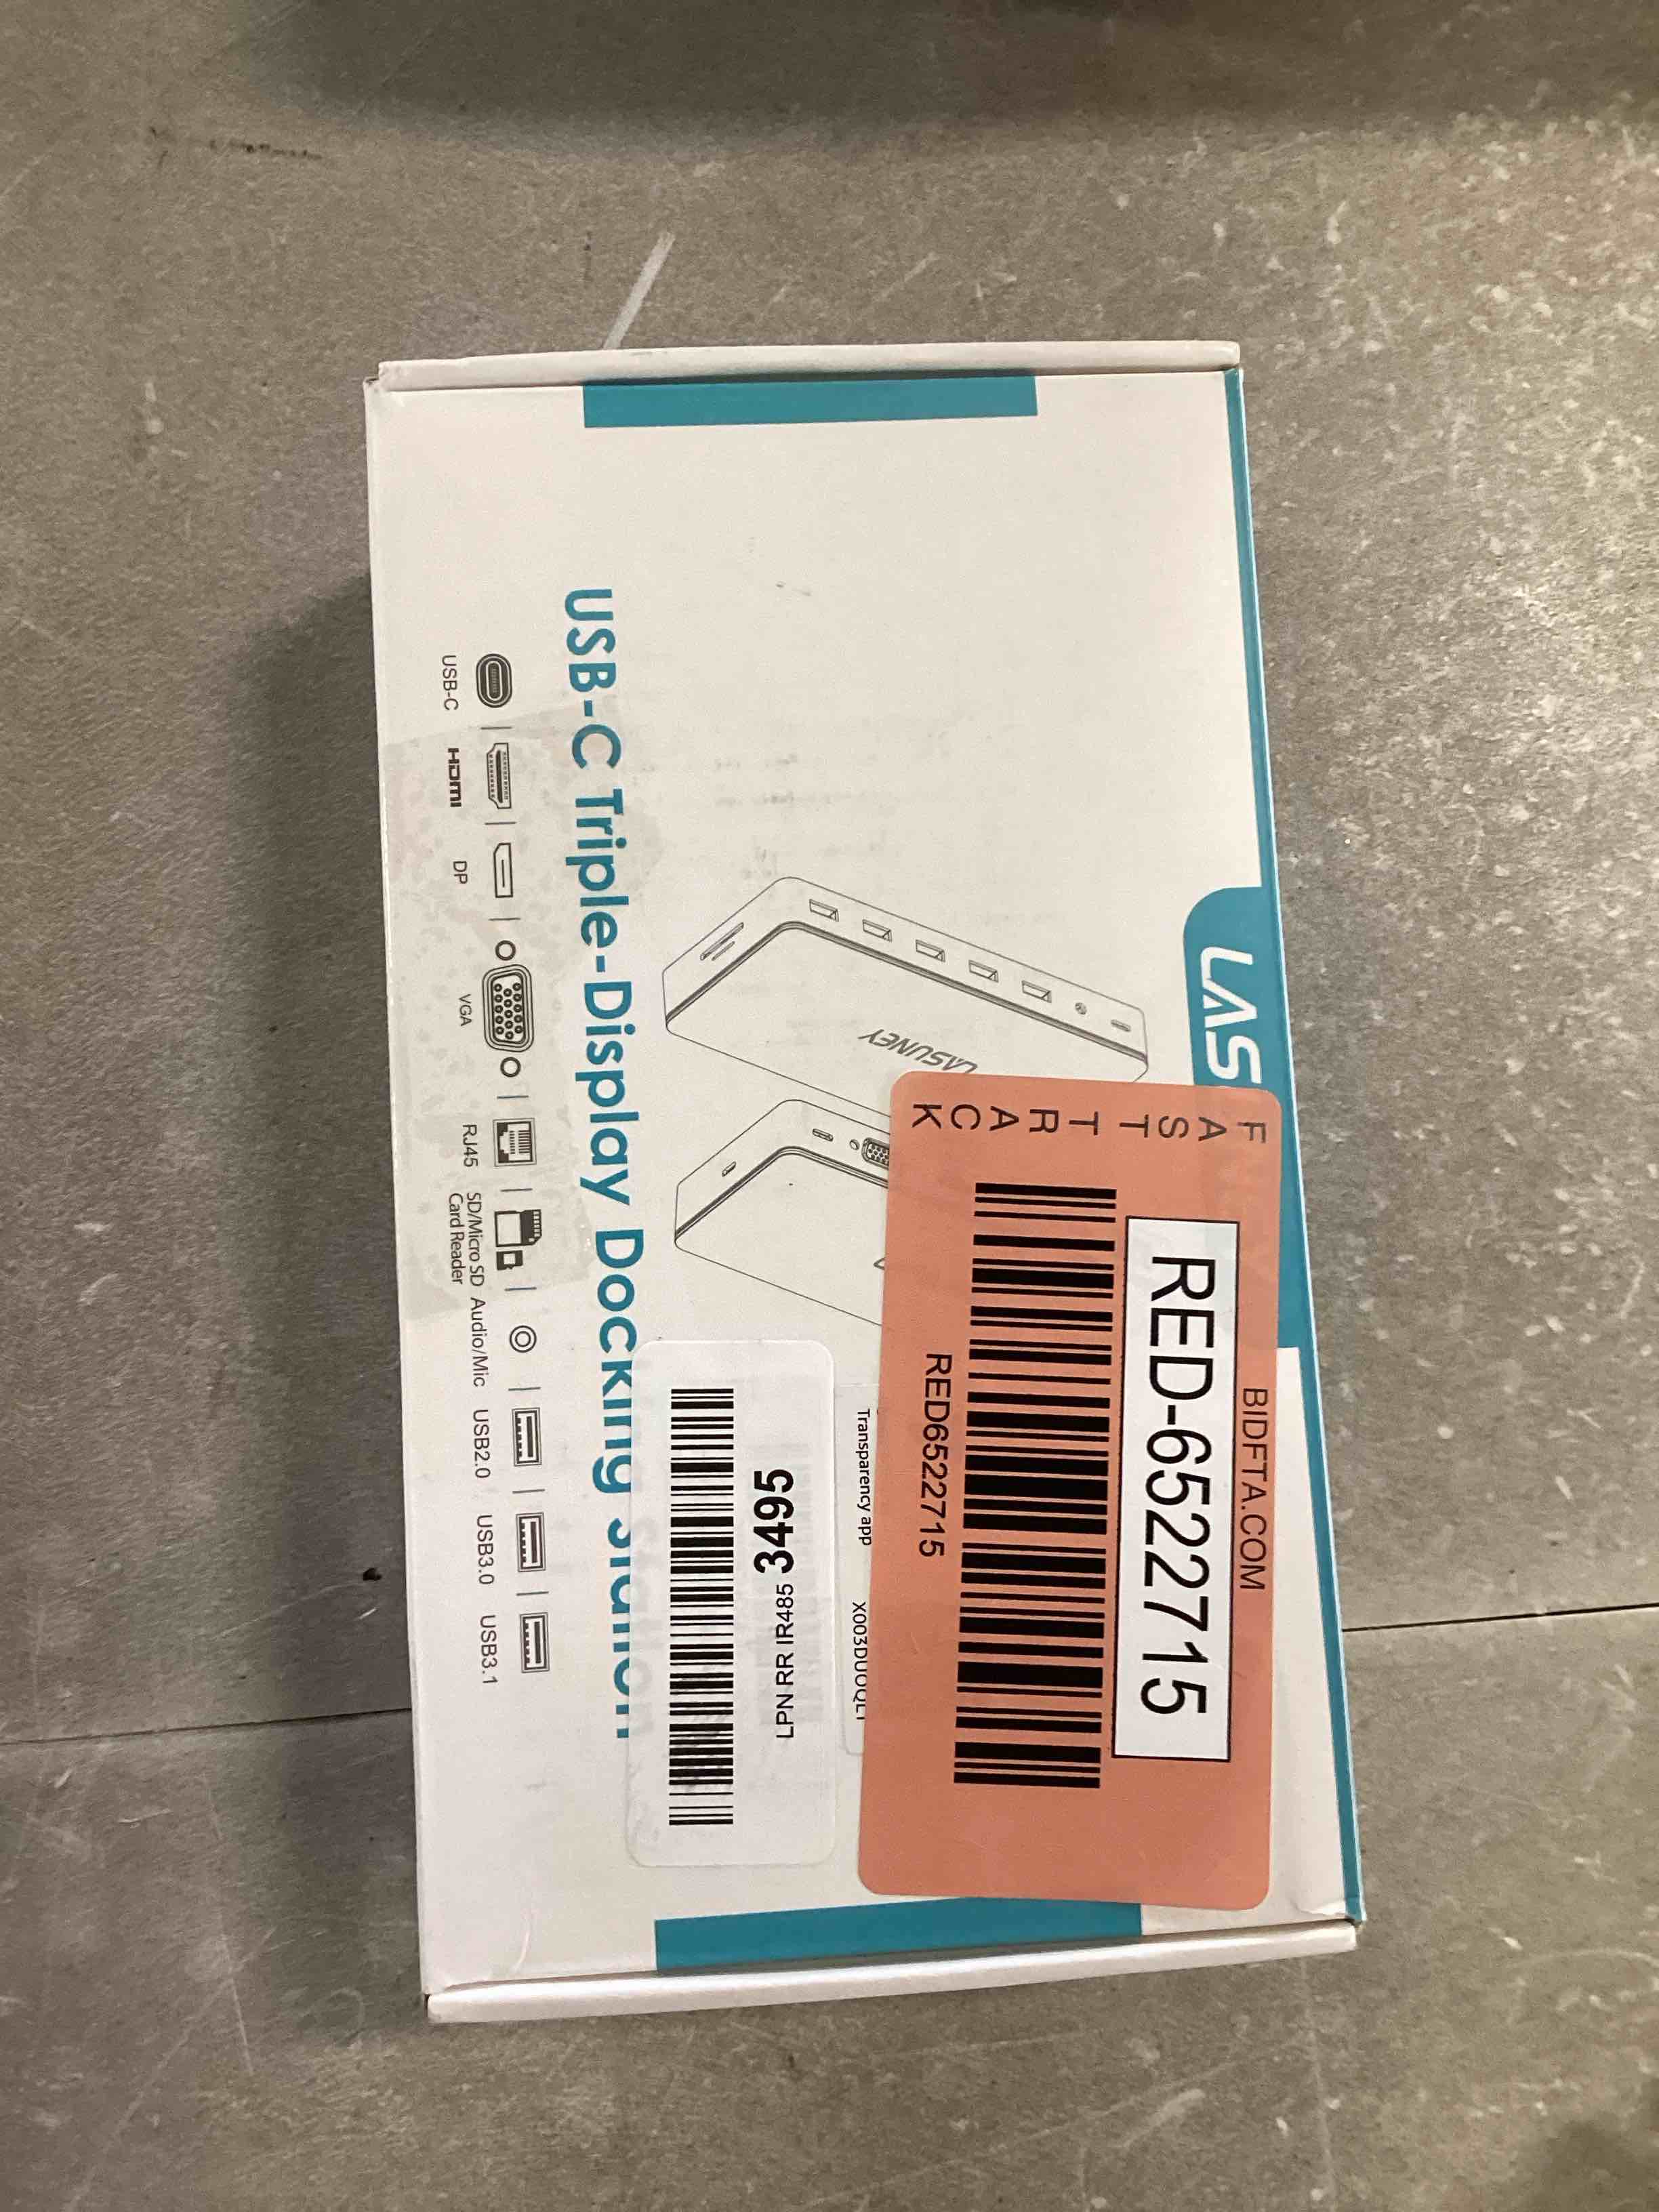 LAS
LASUNEY
BIDFTA.COM
RED-6522715
FAST TRACK
RED6522715
Transparency app
LPN RR IR485 3495
USB-C Triple-Display Docking Station
USB-C
HDMI
DP
VGA
RJ45
SD/Micro SD
Card Reader
Audio/Mic
USB2.0
USB3.0
USB3.1